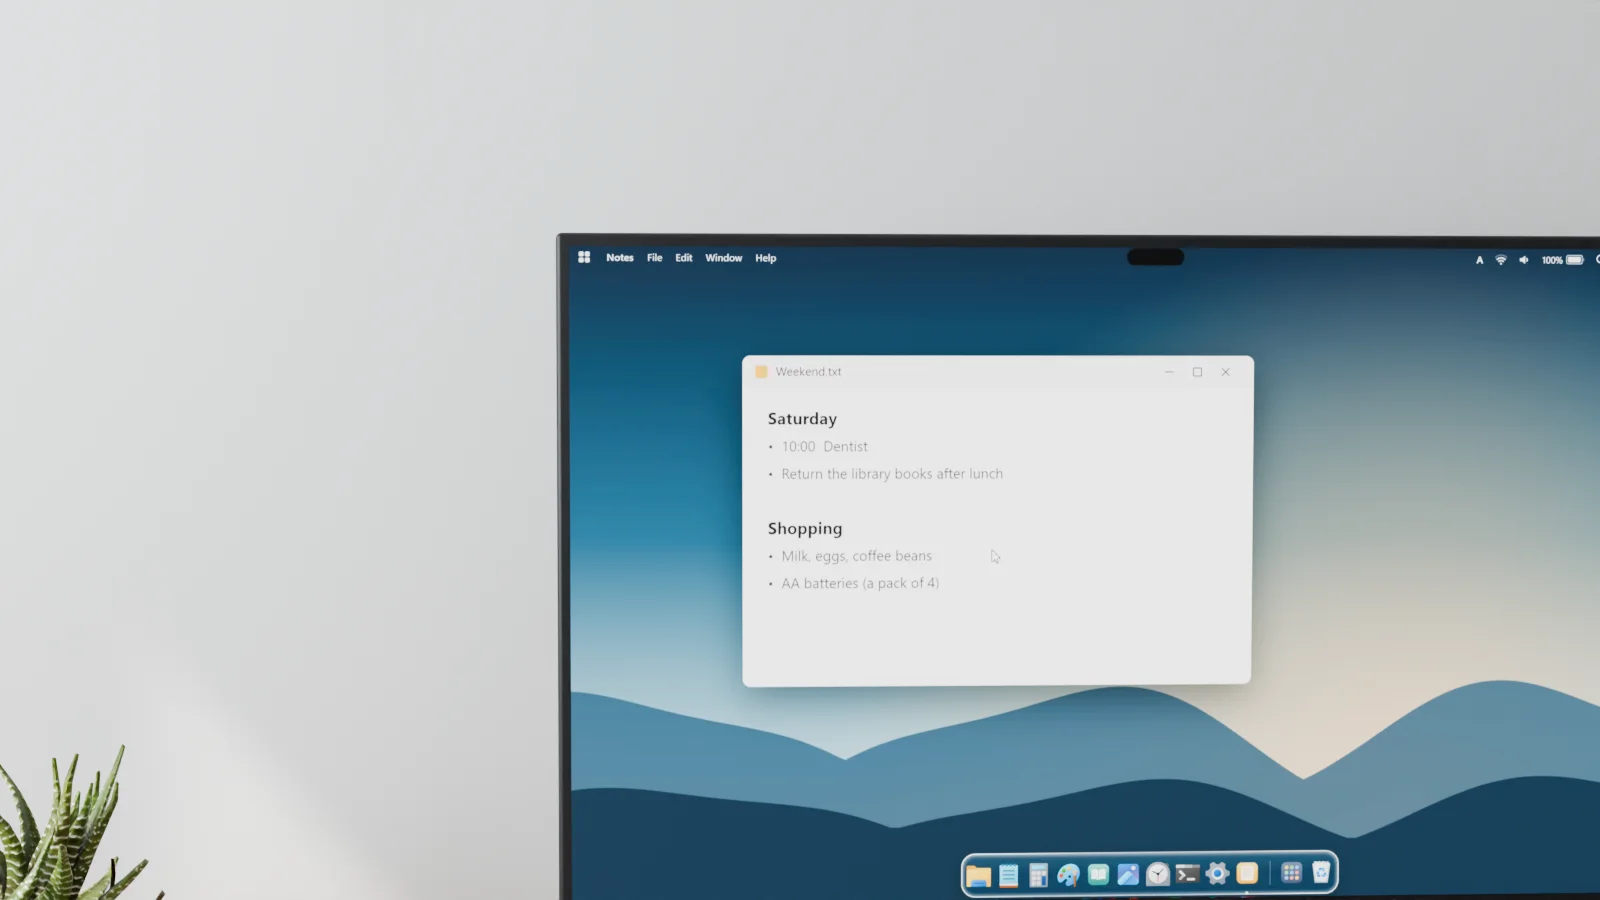 Notes File Edit Window Help
A 100%
Weekend.txt
Saturday
• 10:00 Dentist
• Return the library books after lunch
Shopping
• Milk, eggs, coffee beans
• AA batteries (a pack of 4)